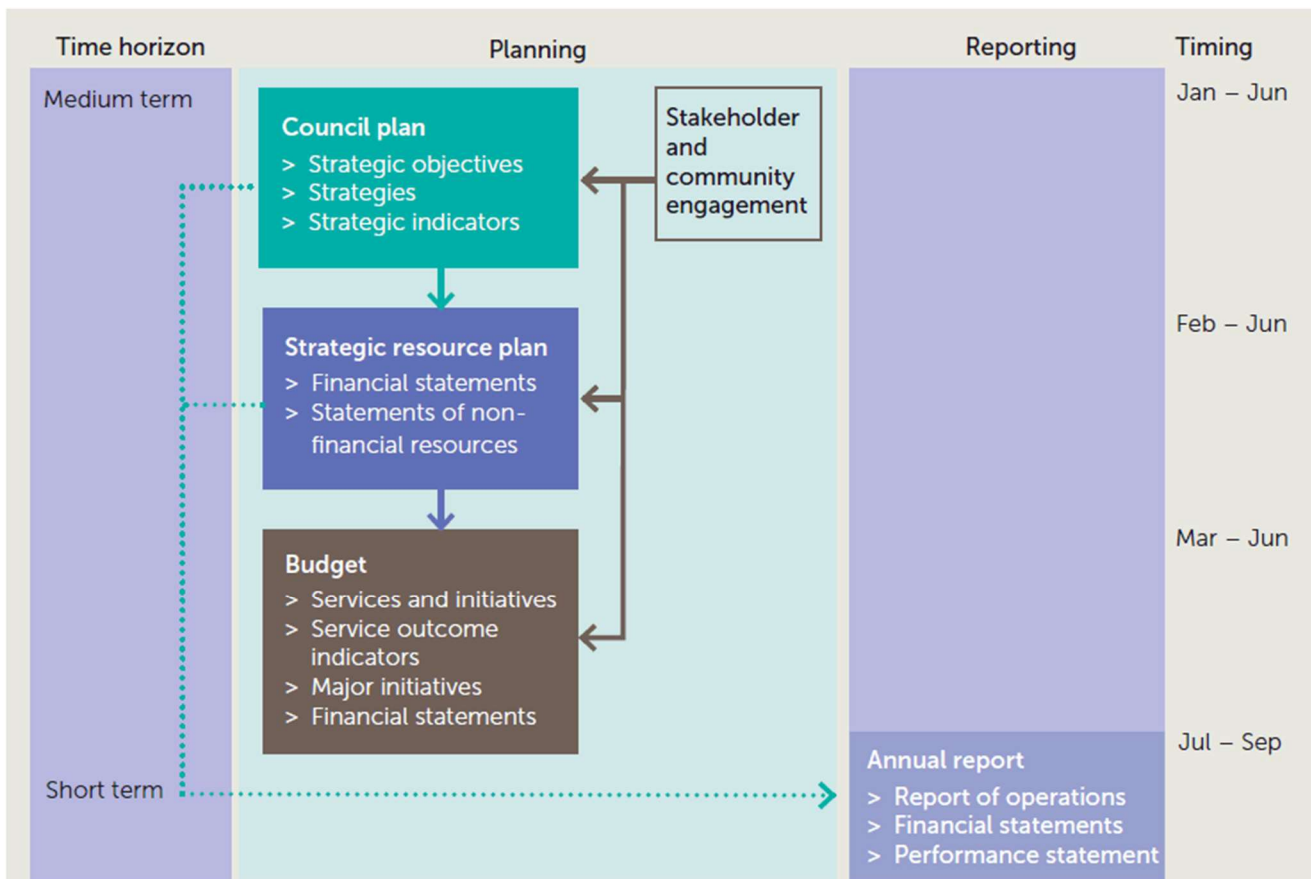 Time horizon
Planning
Reporting
Timing
Medium term
Council plan
> Strategic objectives
> Strategies
> Strategic indicators
Stakeholder
and
community
engagement
Jan – Jun
Strategic resource plan
> Financial statements
> Statements of non-
financial resources
Feb – Jun
Budget
> Services and initiatives
> Service outcome
indicators
> Major initiatives
> Financial statements
Mar – Jun
Short term
Annual report
> Report of operations
> Financial statements
> Performance statement
Jul – Sep